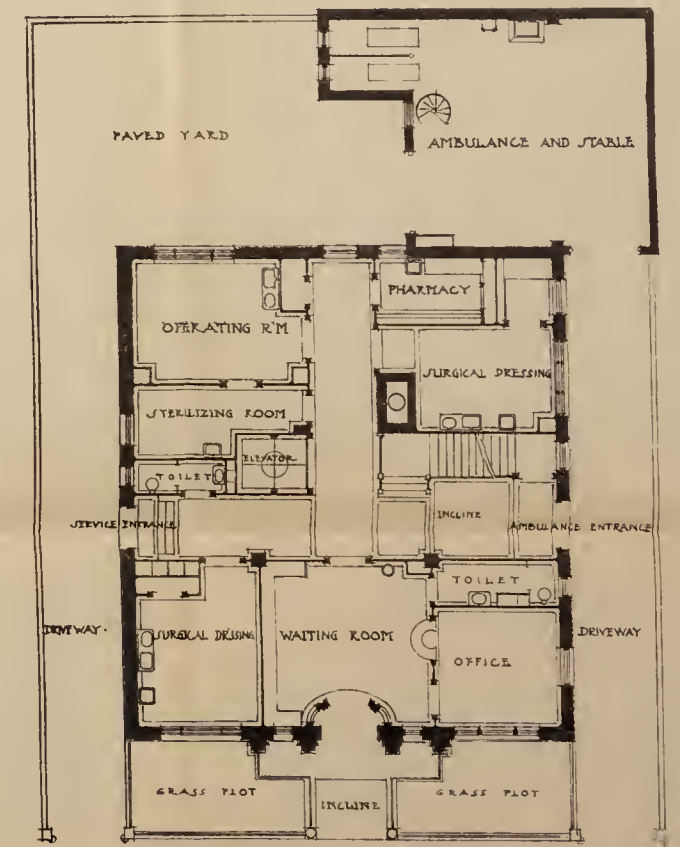 PAVED YARD
AMBULANCE AND STABLE
PHARMACY
OPERATING R'M
SURGICAL DRESSING
STERILIZING ROOM
ELEVATOR
TOILET
INCLINE
SERVICE ENTRANCE
AMBULANCE ENTRANCE
TOILET
DRIVEWAY.
SURGICAL DRESSING
WAITING ROOM
DRIVEWAY
OFFICE
GRASS PLOT
INCLINE
GRASS PLOT